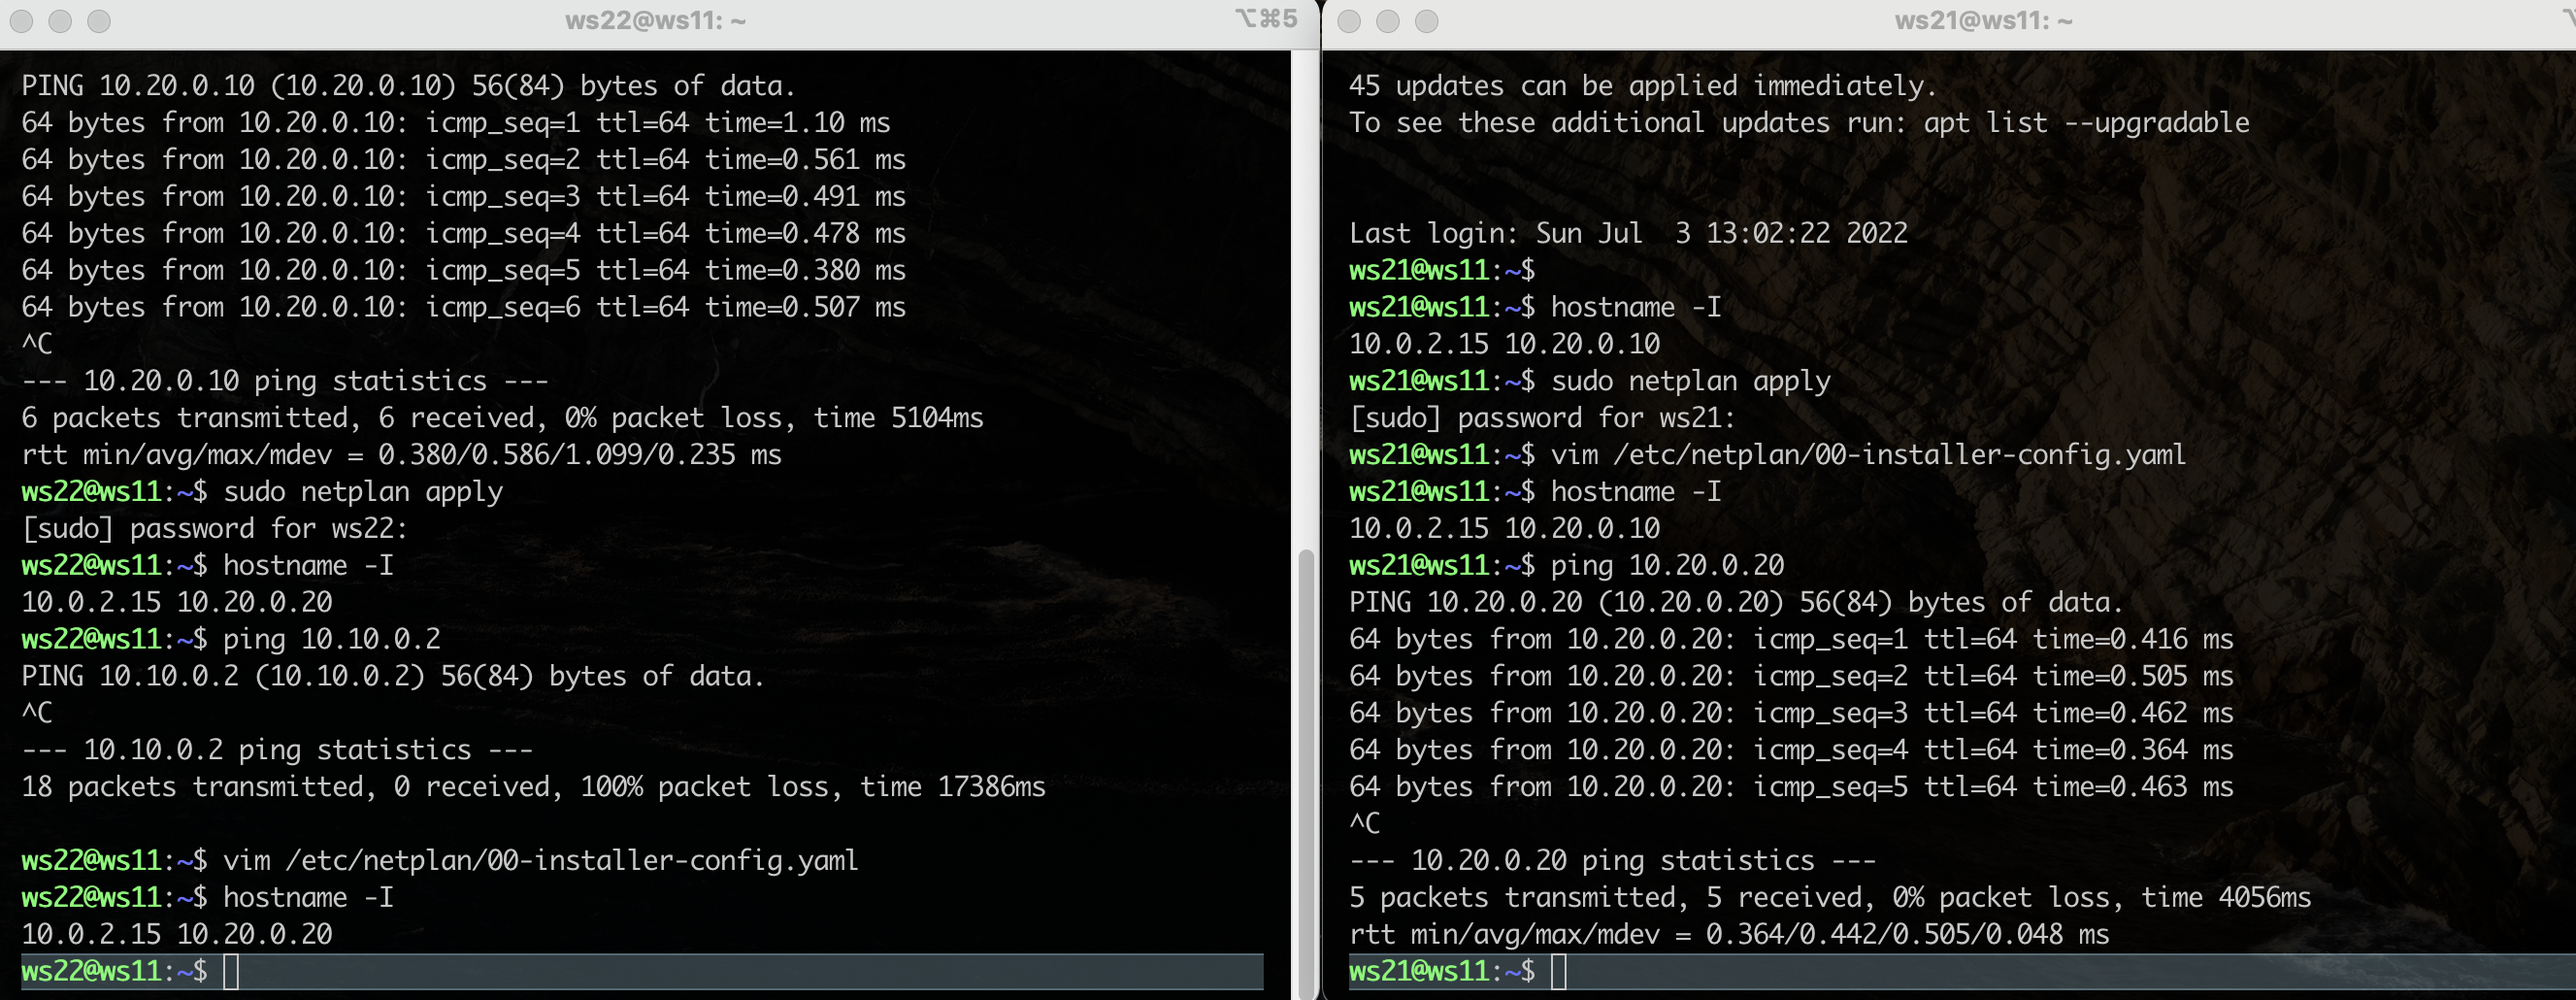 ws22@ws11: ~
⌥⌘5
PING 10.20.0.10 (10.20.0.10) 56(84) bytes of data.
64 bytes from 10.20.0.10: icmp_seq=1 ttl=64 time=1.10 ms
64 bytes from 10.20.0.10: icmp_seq=2 ttl=64 time=0.561 ms
64 bytes from 10.20.0.10: icmp_seq=3 ttl=64 time=0.491 ms
64 bytes from 10.20.0.10: icmp_seq=4 ttl=64 time=0.478 ms
64 bytes from 10.20.0.10: icmp_seq=5 ttl=64 time=0.380 ms
64 bytes from 10.20.0.10: icmp_seq=6 ttl=64 time=0.507 ms
^C
--- 10.20.0.10 ping statistics ---
6 packets transmitted, 6 received, 0% packet loss, time 5104ms
rtt min/avg/max/mdev = 0.380/0.586/1.099/0.235 ms
ws22@ws11:~$ sudo netplan apply
[sudo] password for ws22:
ws22@ws11:~$ hostname -I
10.0.2.15 10.20.0.20
ws22@ws11:~$ ping 10.10.0.2
PING 10.10.0.2 (10.10.0.2) 56(84) bytes of data.
^C
--- 10.10.0.2 ping statistics ---
18 packets transmitted, 0 received, 100% packet loss, time 17386ms
ws22@ws11:~$ vim /etc/netplan/00-installer-config.yaml
ws22@ws11:~$ hostname -I
10.0.2.15 10.20.0.20
ws22@ws11:~$
ws21@ws11: ~
45 updates can be applied immediately.
To see these additional updates run: apt list --upgradable
Last login: Sun Jul  3 13:02:22 2022
ws21@ws11:~$
ws21@ws11:~$ hostname -I
10.0.2.15 10.20.0.10
ws21@ws11:~$ sudo netplan apply
[sudo] password for ws21:
ws21@ws11:~$ vim /etc/netplan/00-installer-config.yaml
ws21@ws11:~$ hostname -I
10.0.2.15 10.20.0.10
ws21@ws11:~$ ping 10.20.0.20
PING 10.20.0.20 (10.20.0.20) 56(84) bytes of data.
64 bytes from 10.20.0.20: icmp_seq=1 ttl=64 time=0.416 ms
64 bytes from 10.20.0.20: icmp_seq=2 ttl=64 time=0.505 ms
64 bytes from 10.20.0.20: icmp_seq=3 ttl=64 time=0.462 ms
64 bytes from 10.20.0.20: icmp_seq=4 ttl=64 time=0.364 ms
64 bytes from 10.20.0.20: icmp_seq=5 ttl=64 time=0.463 ms
^C
--- 10.20.0.20 ping statistics ---
5 packets transmitted, 5 received, 0% packet loss, time 4056ms
rtt min/avg/max/mdev = 0.364/0.442/0.505/0.048 ms
ws21@ws11:~$